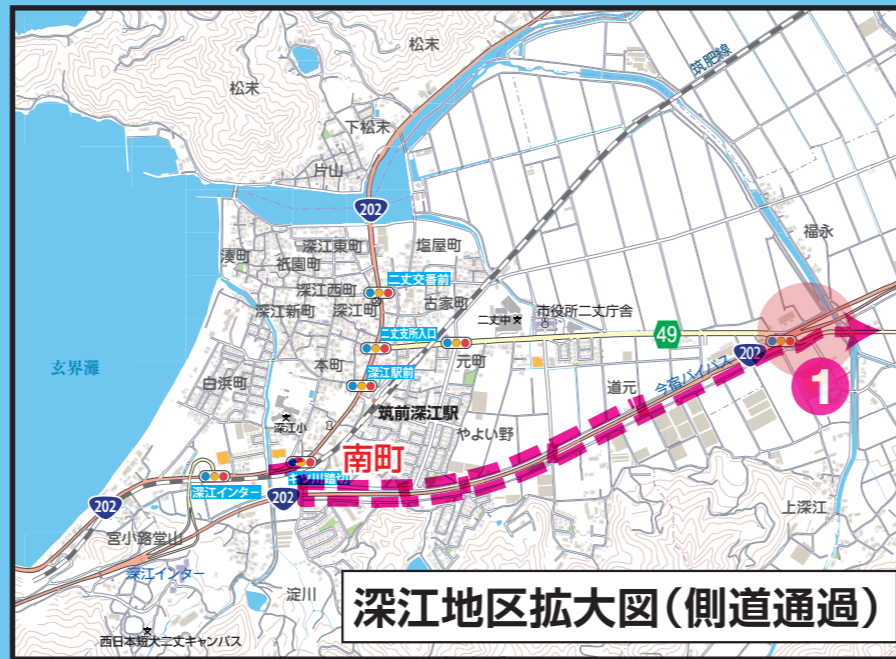 松末
松末
筑肥線
下松末
片山
202
福永
湊町
深江東町
塩屋町
祇園町
二丈交番前
深江西町
深江新町
深江町
古家町
二丈中
市役所二丈庁舎
二丈支所入口
49
202
元町
本町
玄界灘
深江駅前
道元
今宿バイパス
1
白浜町
筑前深江駅
深江小
やよい野
南町
深江インター
202
202
宮小路堂山
上深江
深江インター
淀川
西日本短大二丈キャンパス
深江地区拡大図(側道通過)